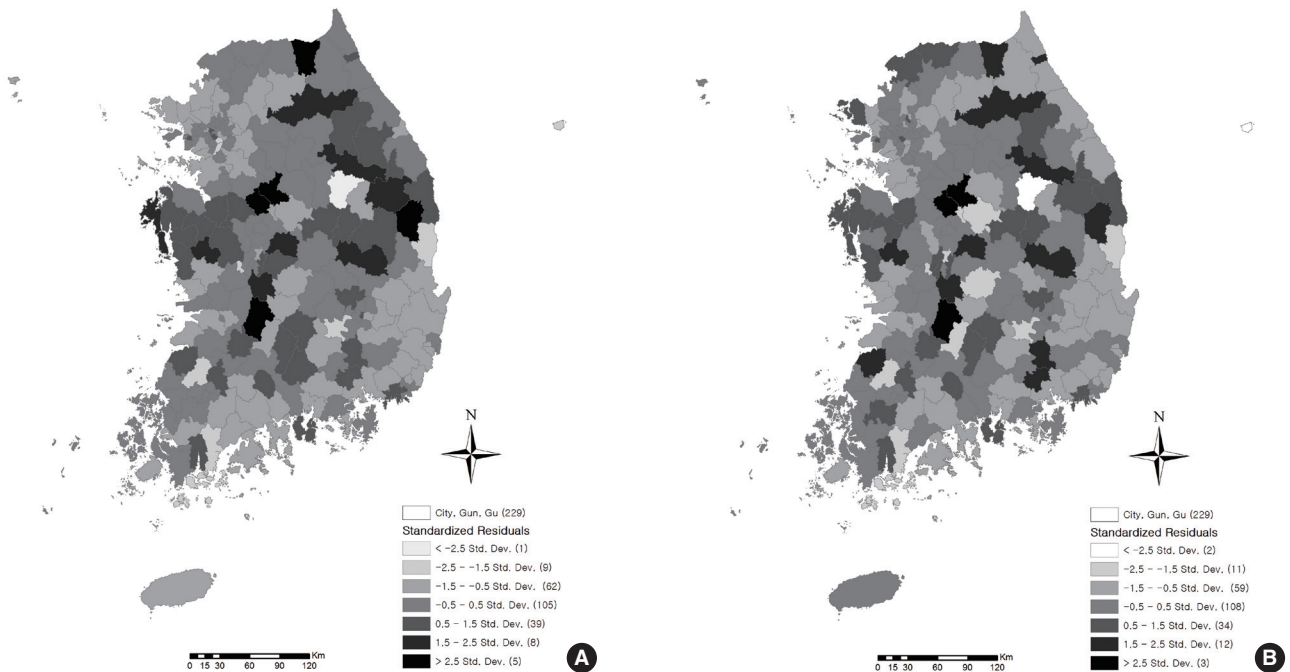 N
City, Gun, Gu (229)
Standardized Residuals
< -2.5 Std. Dev. (1)
-2.5 - -1.5 Std. Dev. (9)
-1.5 - -0.5 Std. Dev. (62)
-0.5 - 0.5 Std. Dev. (105)
0.5 - 1.5 Std. Dev. (39)
1.5 - 2.5 Std. Dev. (8)
> 2.5 Std. Dev. (5)
Km
0 15 30 60 90 120
A
N
City, Gun, Gu (229)
Standardized Residuals
< -2.5 Std. Dev. (2)
-2.5 - -1.5 Std. Dev. (11)
-1.5 - -0.5 Std. Dev. (59)
-0.5 - 0.5 Std. Dev. (108)
0.5 - 1.5 Std. Dev. (34)
1.5 - 2.5 Std. Dev. (12)
> 2.5 Std. Dev. (3)
Km
0 15 30 60 90 120
B